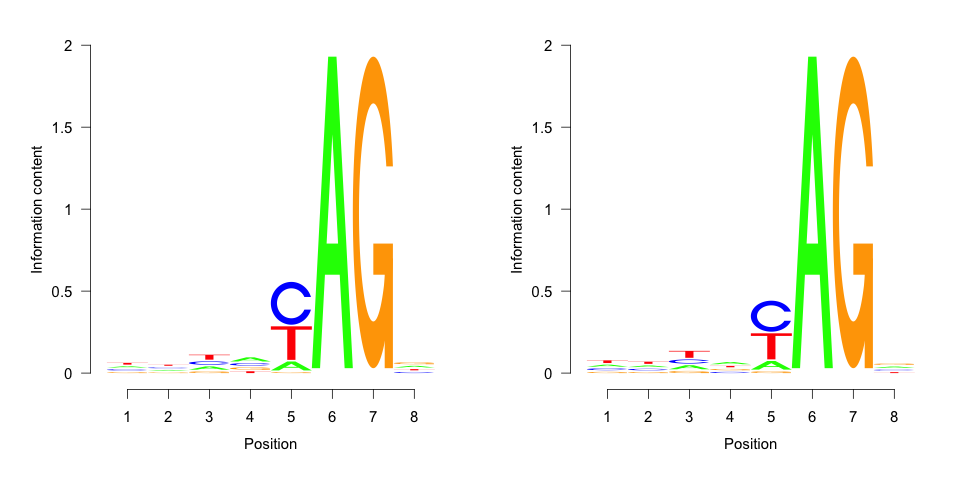 2
1.5
1
0.5
0
Information content
C
T
A
A
G
1 2 3 4 5 6 7 8
Position
2
1.5
1
0.5
0
Information content
C
T
A
A
G
1 2 3 4 5 6 7 8
Position